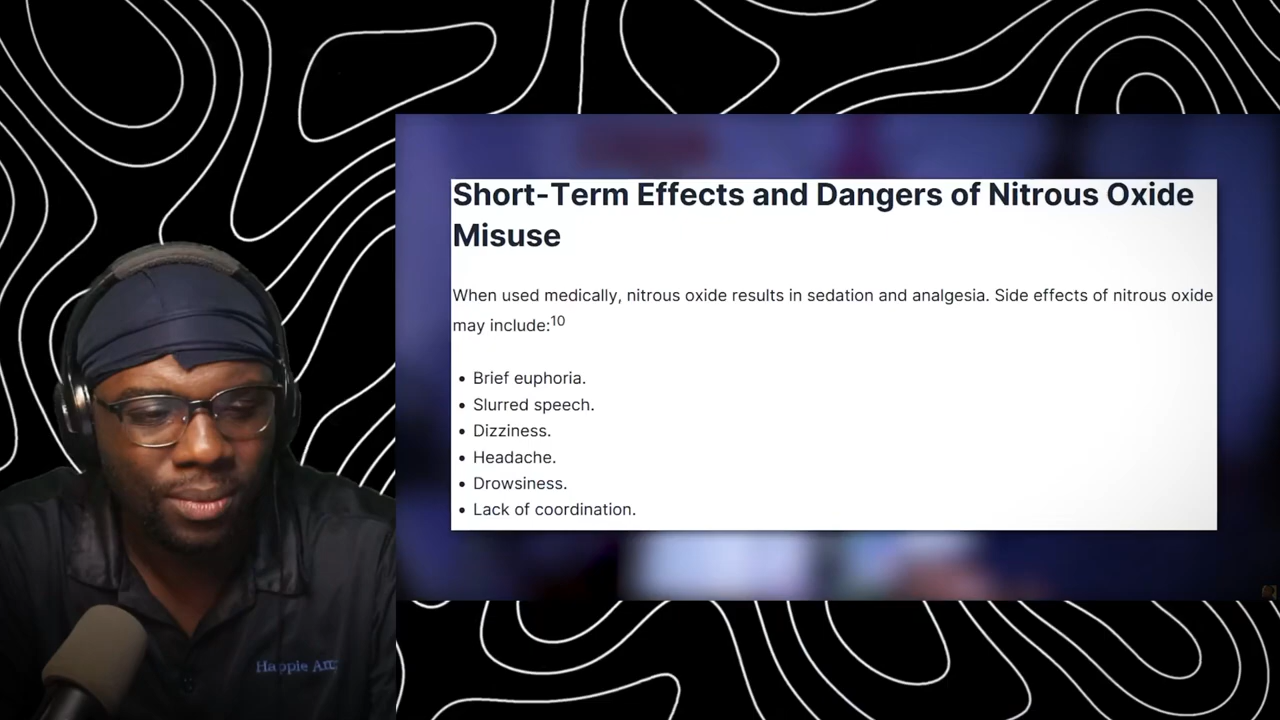 Short-Term Effects and Dangers of Nitrous Oxide
Misuse
When used medically, nitrous oxide results in sedation and analgesia. Side effects of nitrous oxide
may include:10
• Brief euphoria.
• Slurred speech.
• Dizziness.
• Headache.
• Drowsiness.
• Lack of coordination.
Happie